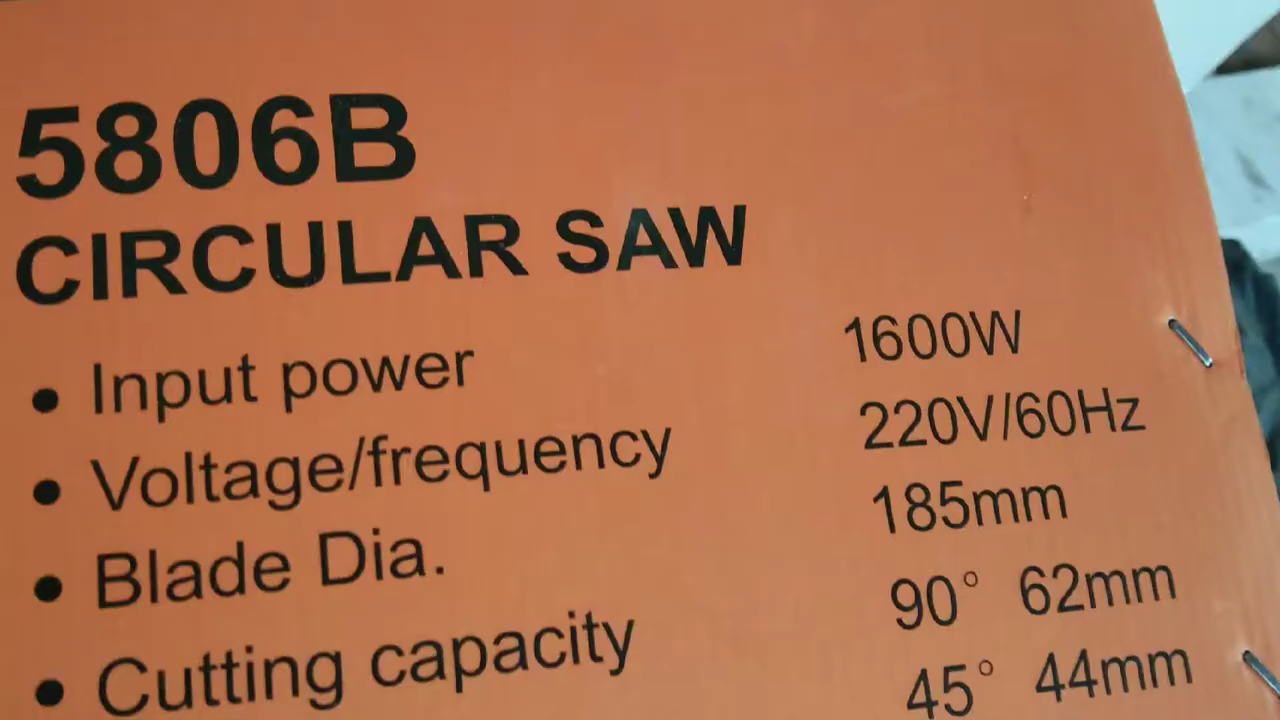 5806B
CIRCULAR SAW
• Input power 1600W
• Voltage/frequency 220V/60Hz
• Blade Dia. 185mm
• Cutting capacity 90° 62mm
45° 44mm